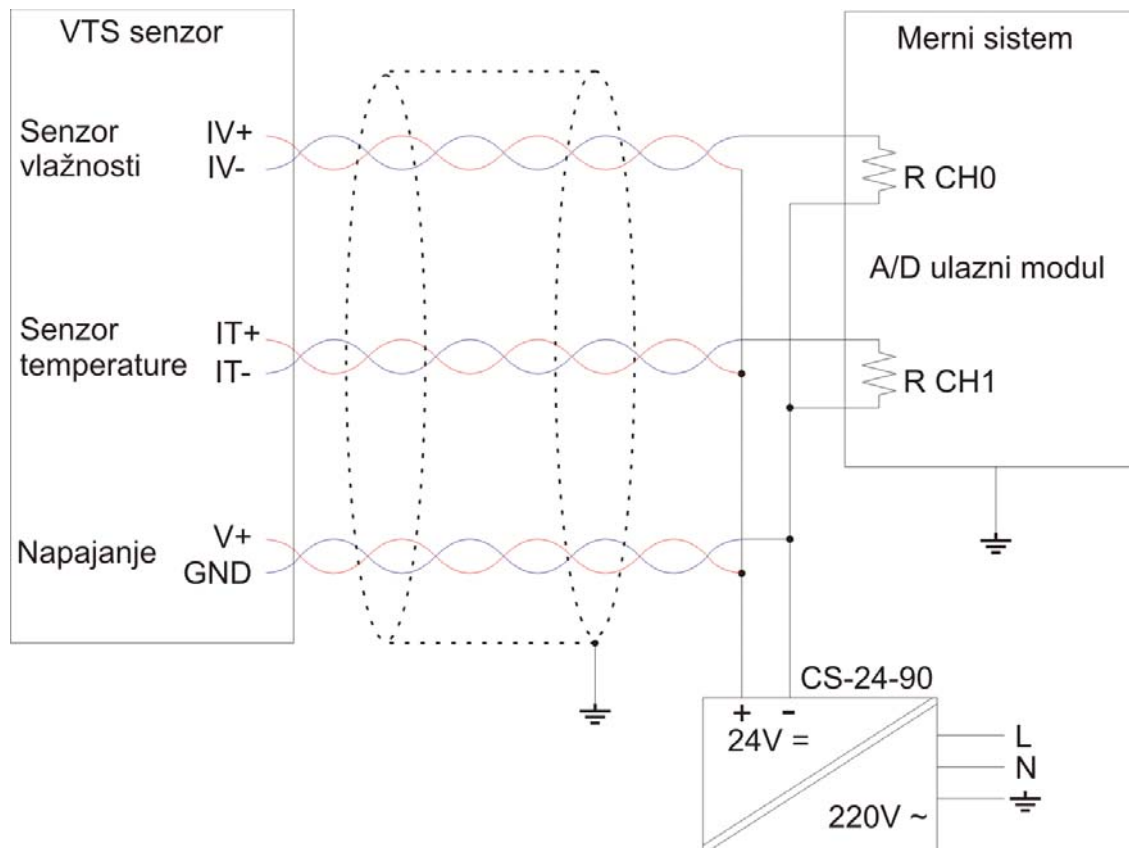 VTS senzor
Merni sistem
Senzor
vlažnosti
IV+
IV-
R CH0
A/D ulazni modul
Senzor
temperature
IT+
IT-
R CH1
Napajanje
V+
GND
CS-24-90
+ -
24V =
220V ~
L
N